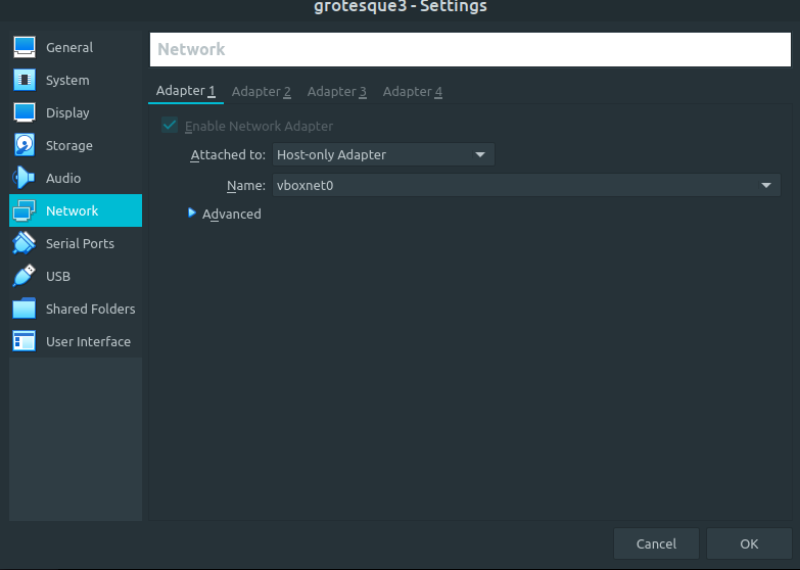 grotesque3 - Settings
General
System
Display
Storage
Audio
Network
Serial Ports
USB
Shared Folders
User Interface
Network
Adapter 1 Adapter 2 Adapter 3 Adapter 4
Enable Network Adapter
Attached to: Host-only Adapter
Name: vboxnet0
Advanced
Cancel OK